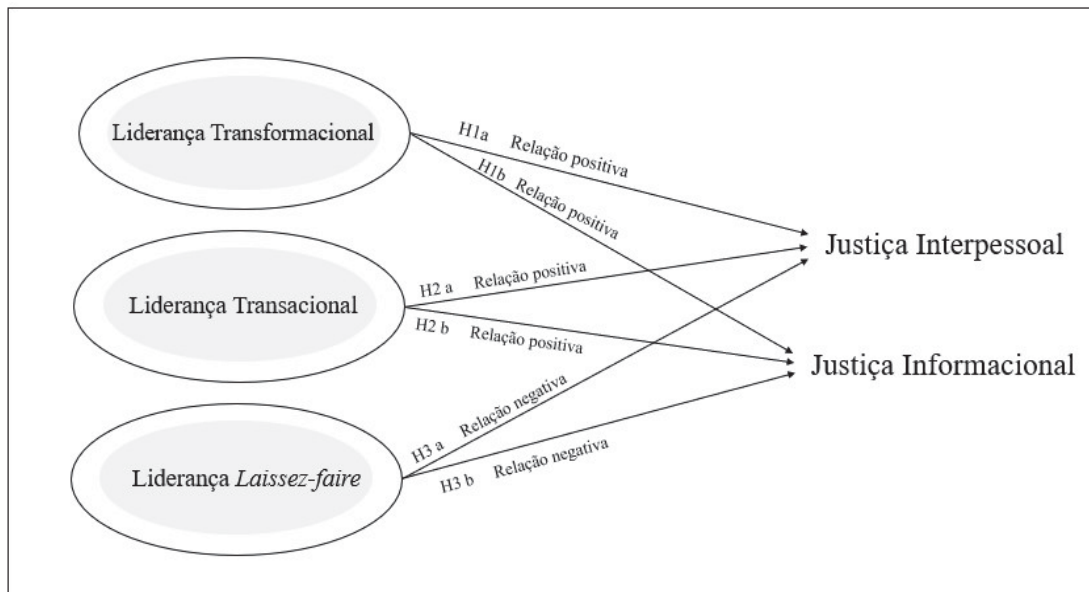 Liderança Transformacional
H1a Relação positiva
H1b Relação positiva
Justiça Interpessoal
Liderança Transacional
H2 a Relação positiva
H2 b Relação positiva
Justiça Informacional
Liderança Laissez-faire
H3 a Relação negativa
H3 b Relação negativa